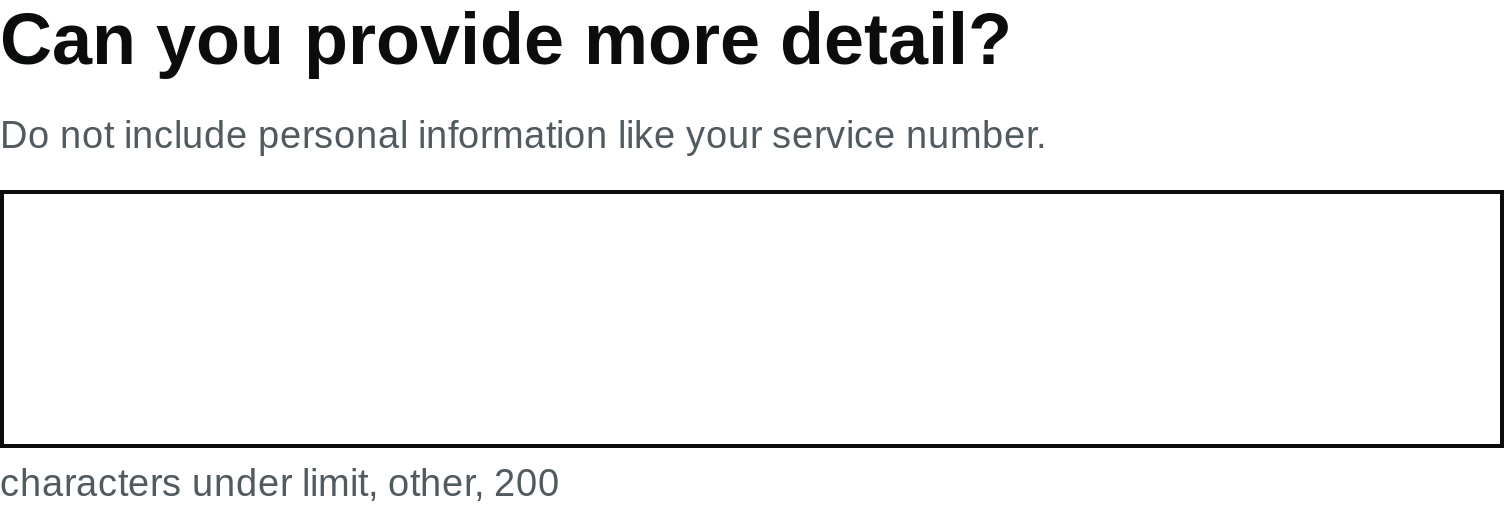 Can you provide more detail?
Do not include personal information like your service number.
characters under limit, other, 200